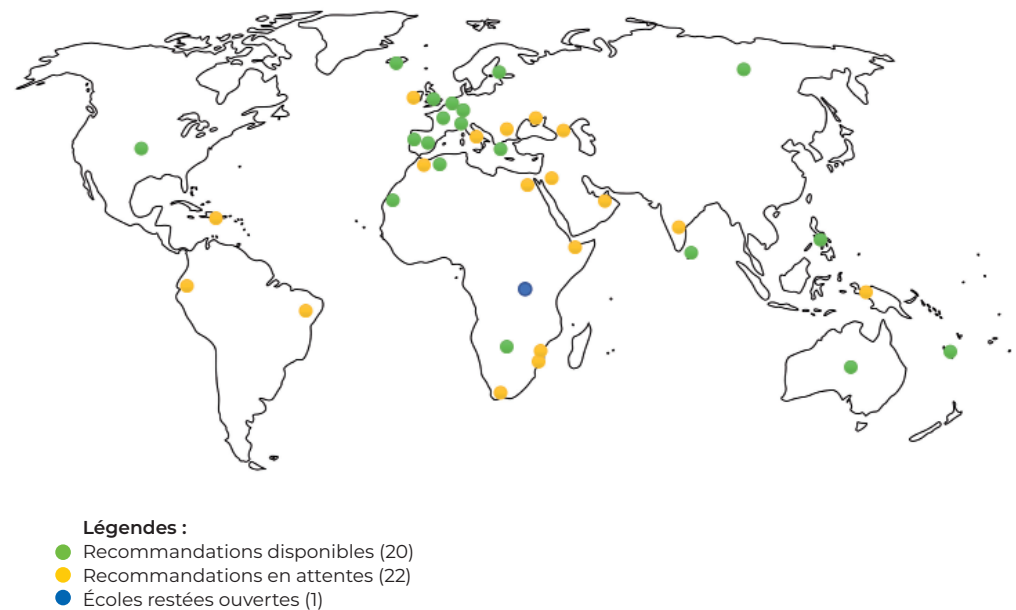 Légendes :
Recommandations disponibles (20)
Recommandations en attentes (22)
Écoles restées ouvertes (1)